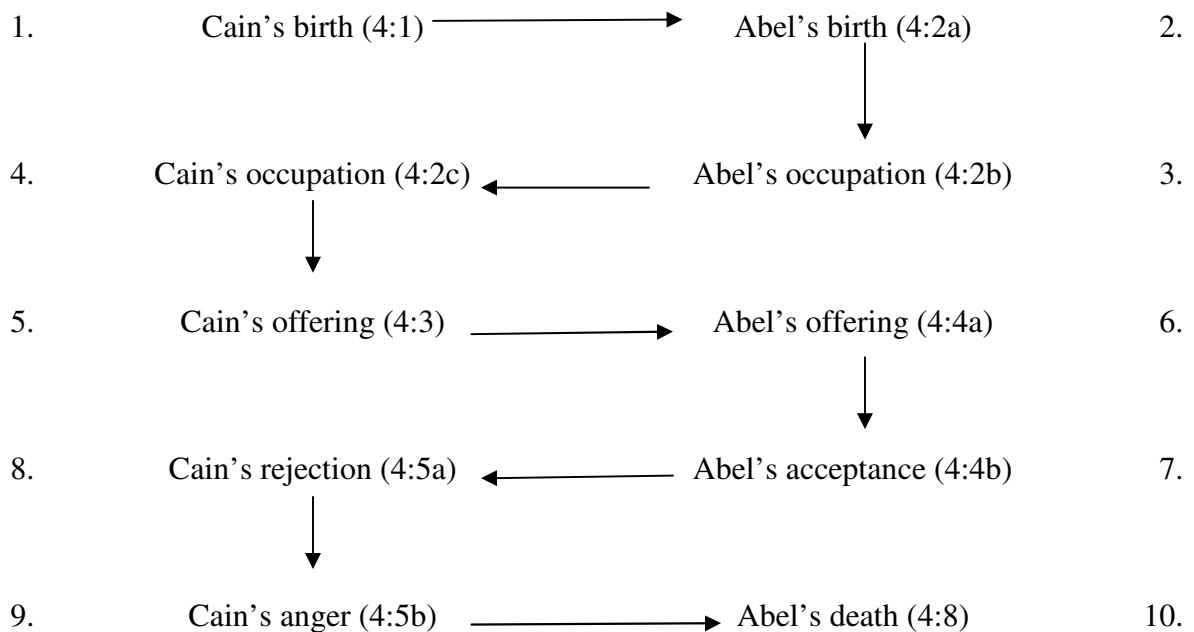 1. Cain’s birth (4:1) Abel’s birth (4:2a) 2.
4. Cain’s occupation (4:2c) Abel’s occupation (4:2b) 3.
5. Cain’s offering (4:3) Abel’s offering (4:4a) 6.
8. Cain’s rejection (4:5a) Abel’s acceptance (4:4b) 7.
9. Cain’s anger (4:5b) Abel’s death (4:8) 10.